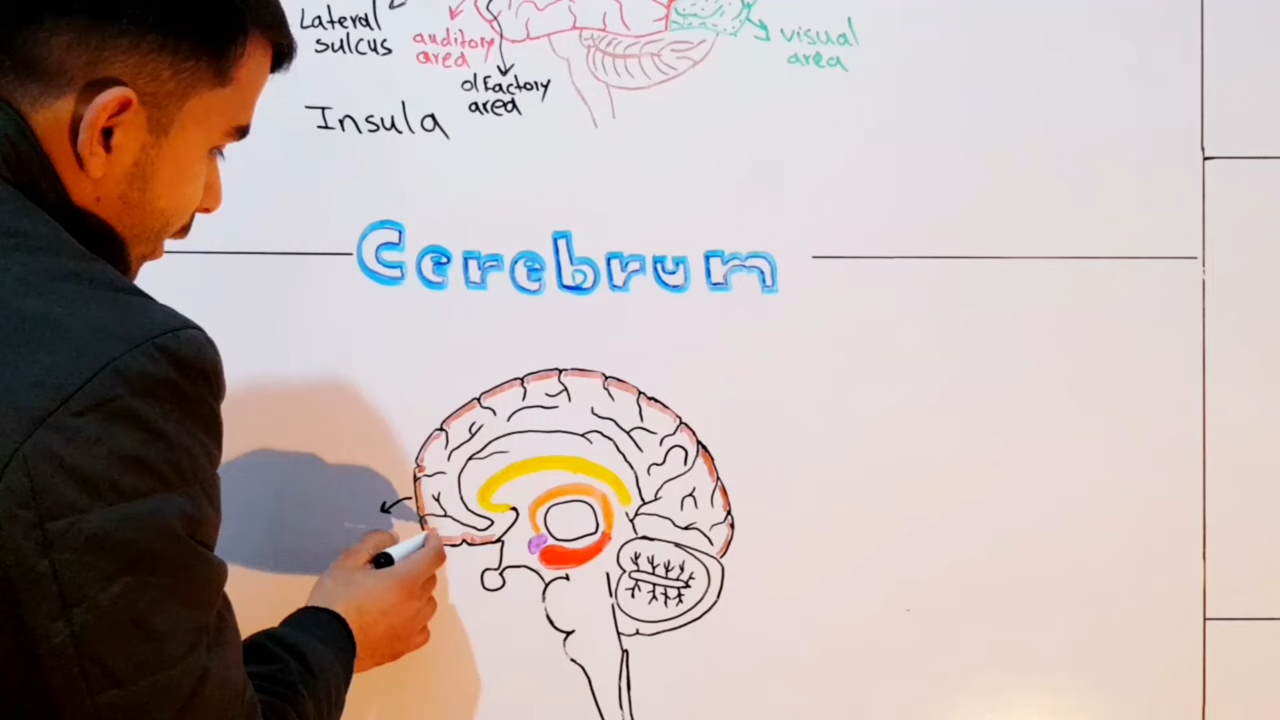 Lateral
sulcus
auditory
area
olfactory
area
visual
area
Insula
Cerebrum